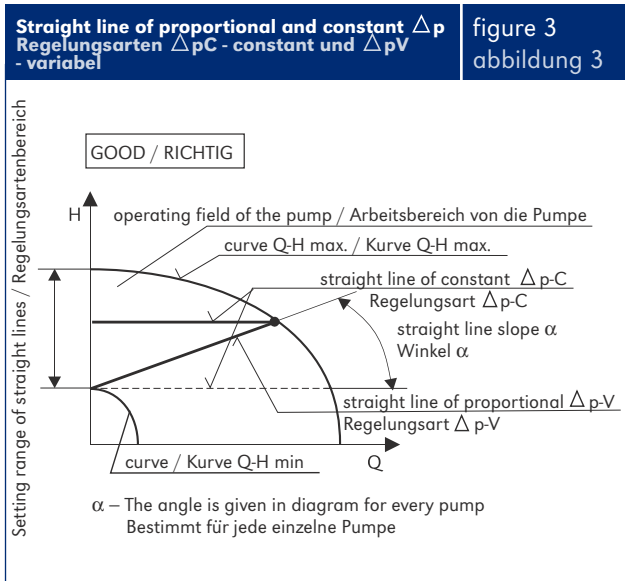 Straight line of proportional and constant △p
Regelungsarten △pC - constant und △pV
- variabel
figure 3
abbildung 3
Setting range of straight lines / Regelungsartenbereich
GOOD / RICHTIG
H
operating field of the pump / Arbeitsbereich von die Pumpe
curve Q-H max. / Kurve Q-H max.
straight line of constant △p-C
Regelungsart △p-C
straight line slope α
Winkel α
straight line of proportional △p-V
Regelungsart △p-V
curve / Kurve Q-H min
Q
α – The angle is given in diagram for every pump
Bestimmt für jede einzelne Pumpe